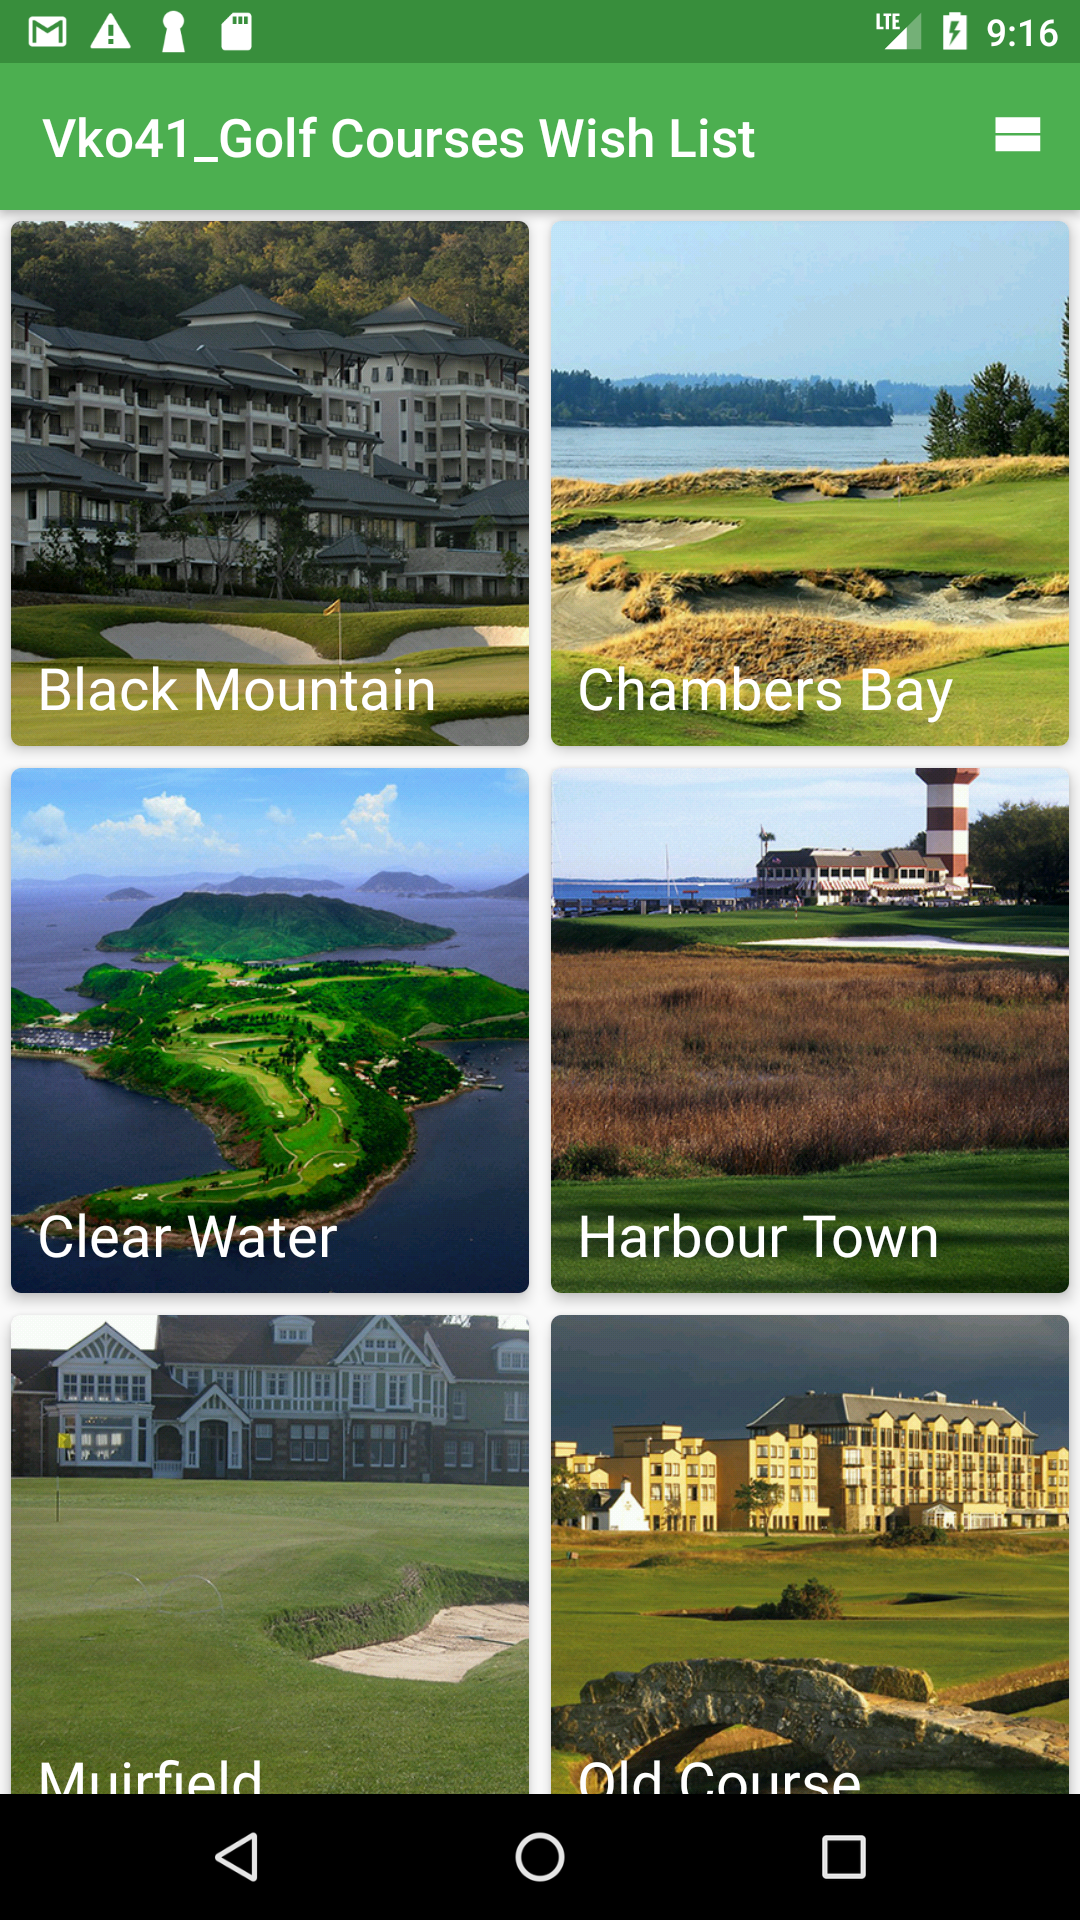 LTE 9:16
Vko41_Golf Courses Wish List
Black Mountain
Chambers Bay
Clear Water
Harbour Town
Muirfield
Old Course